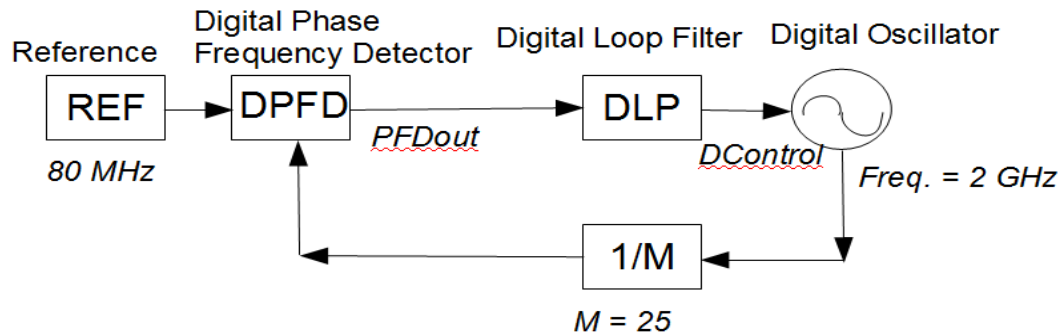 Reference
Digital Phase
Frequency Detector
Digital Loop Filter
Digital Oscillator
REF
DPFD
DLP
80 MHz
PFDout
DControl
Freq. = 2 GHz
1/M
M = 25